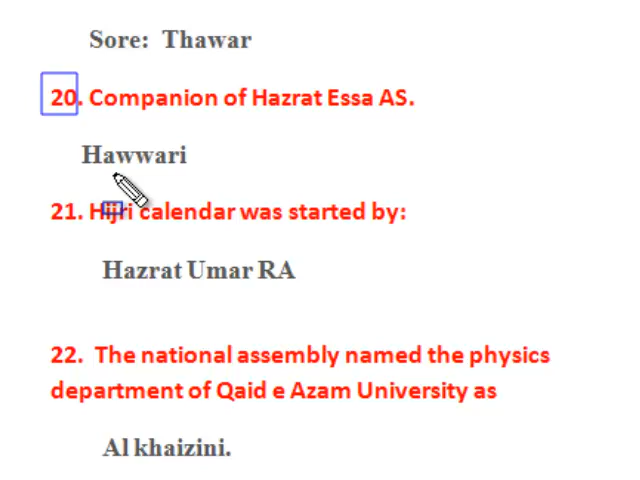 Sore: Thawar
20. Companion of Hazrat Essa AS.
Hawwari
21. Hijri calendar was started by:
Hazrat Umar RA
22. The national assembly named the physics
department of Qaid e Azam University as
Al khaizini.